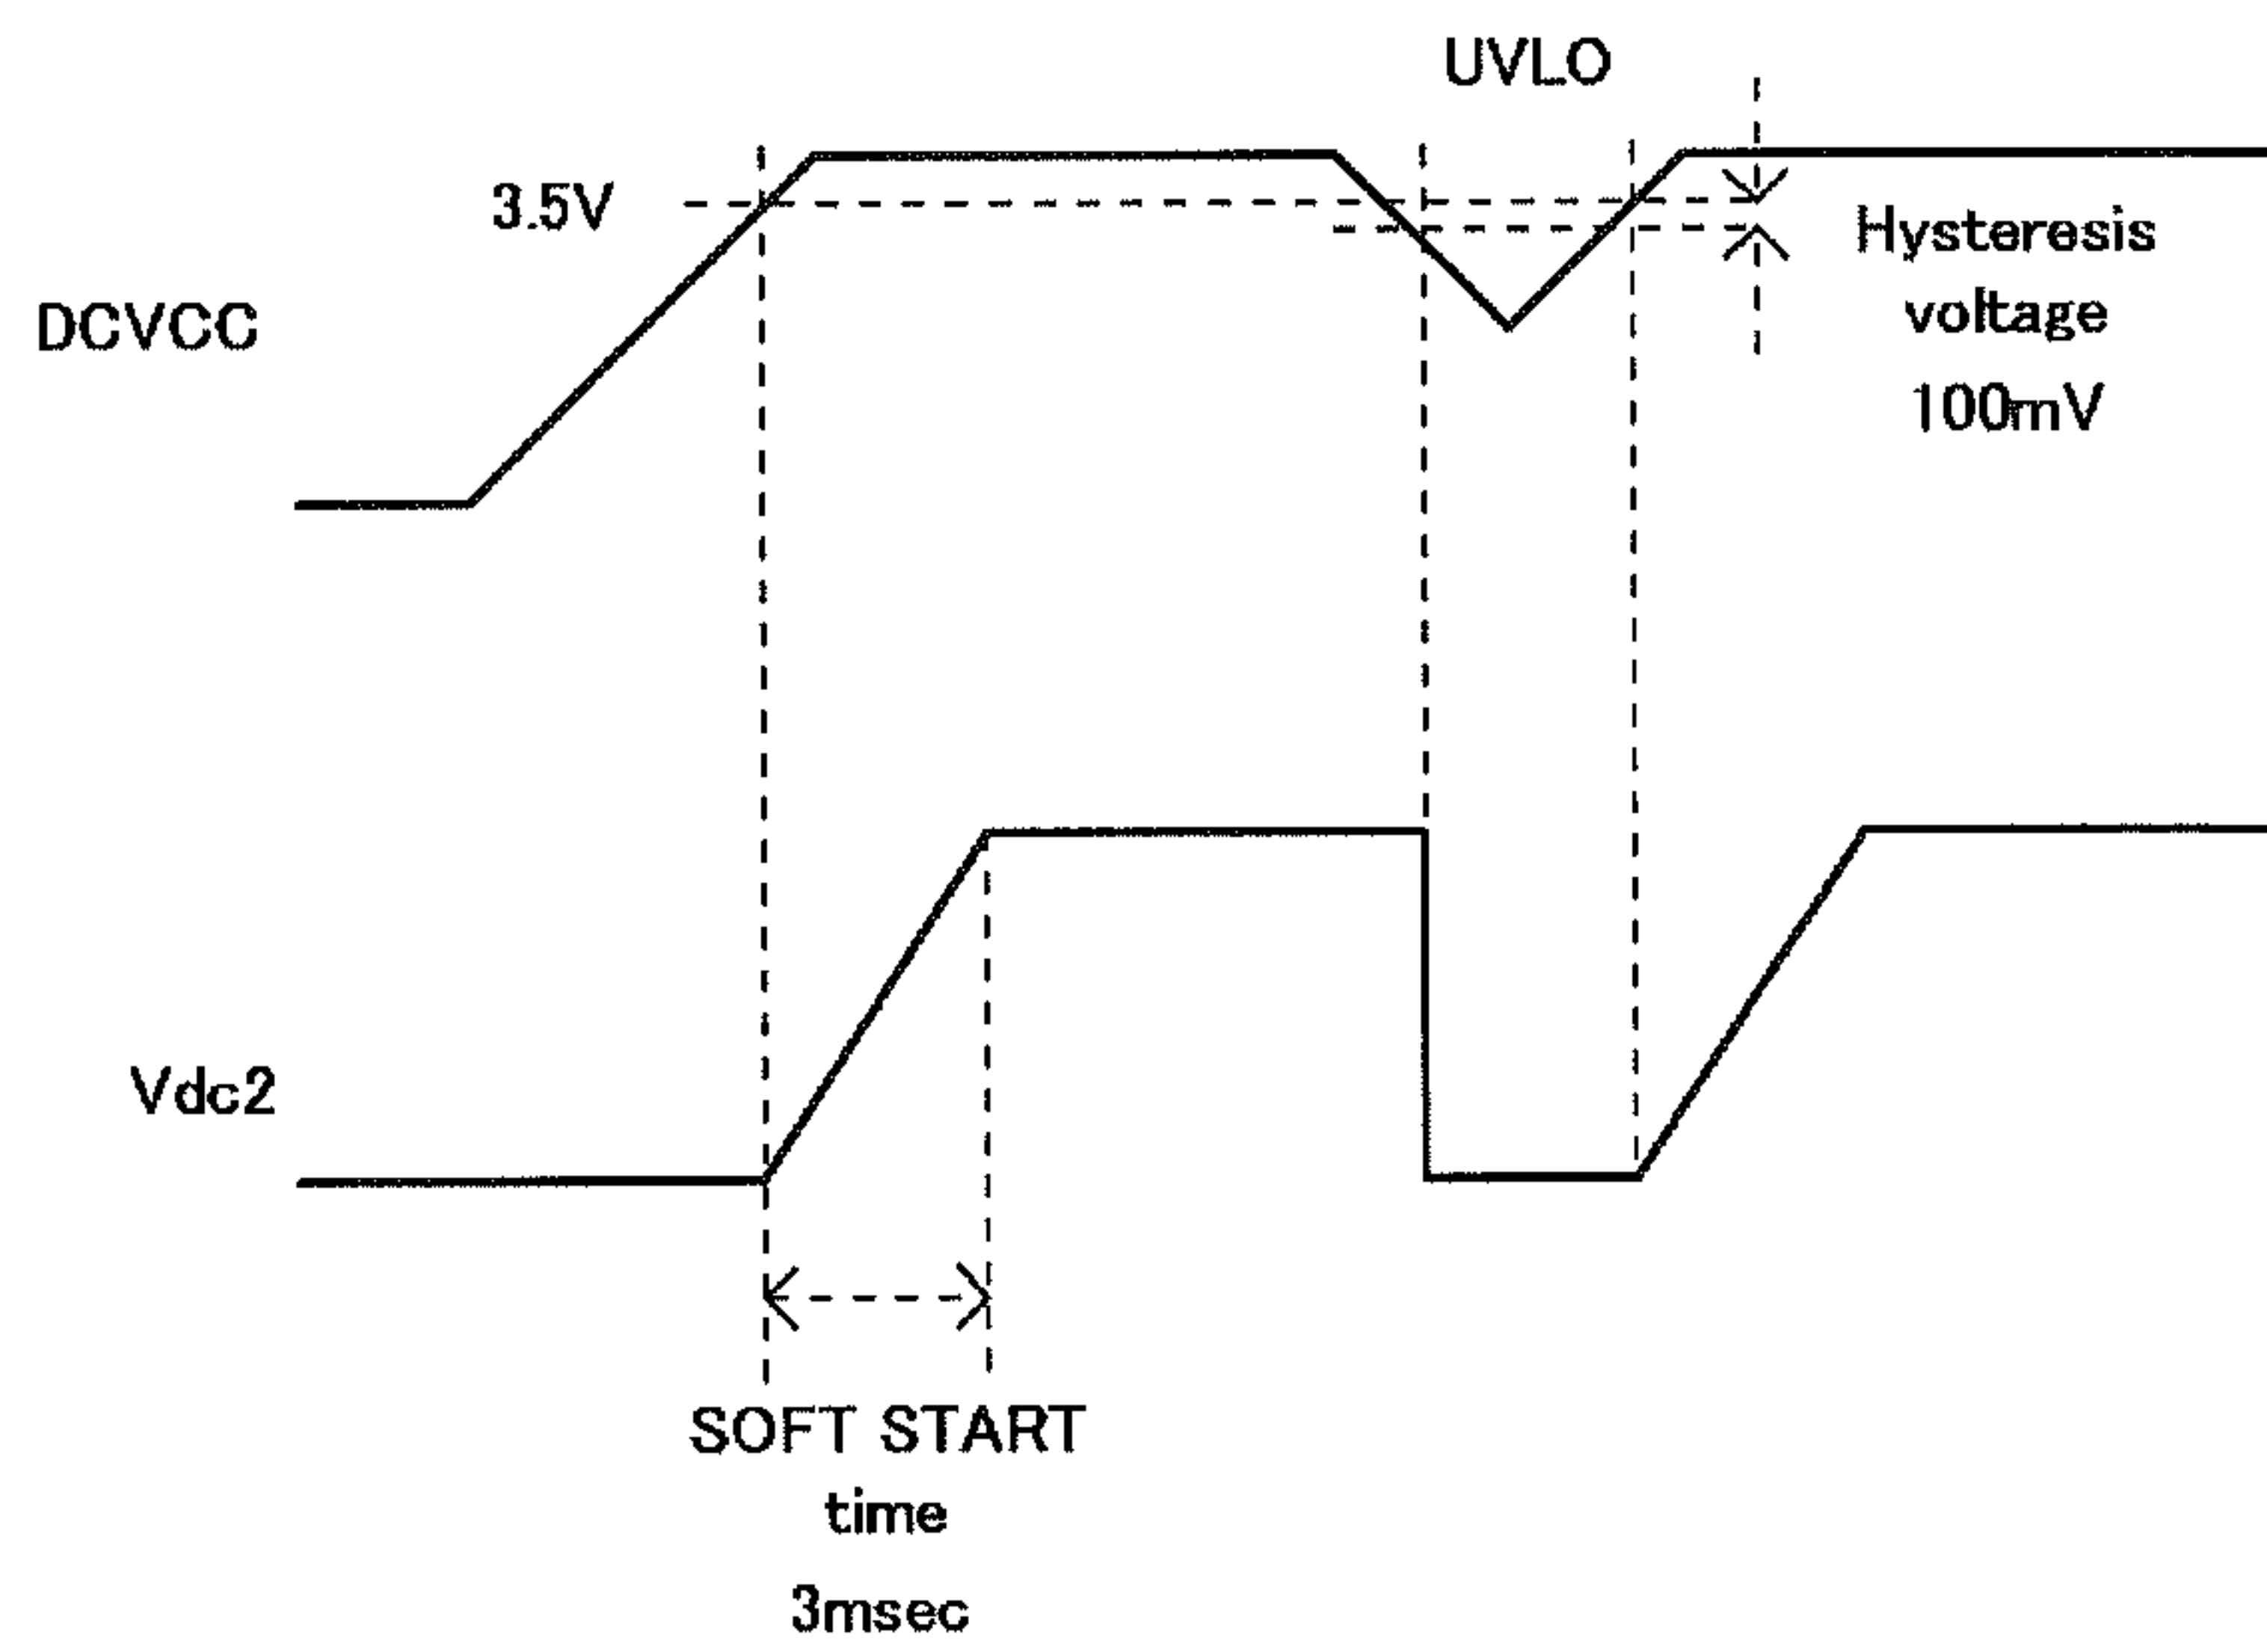 UVLO
3.5V
DCVCC
Hysteresis
voltage
100mV
Vdc2
SOFT START
time
3msec